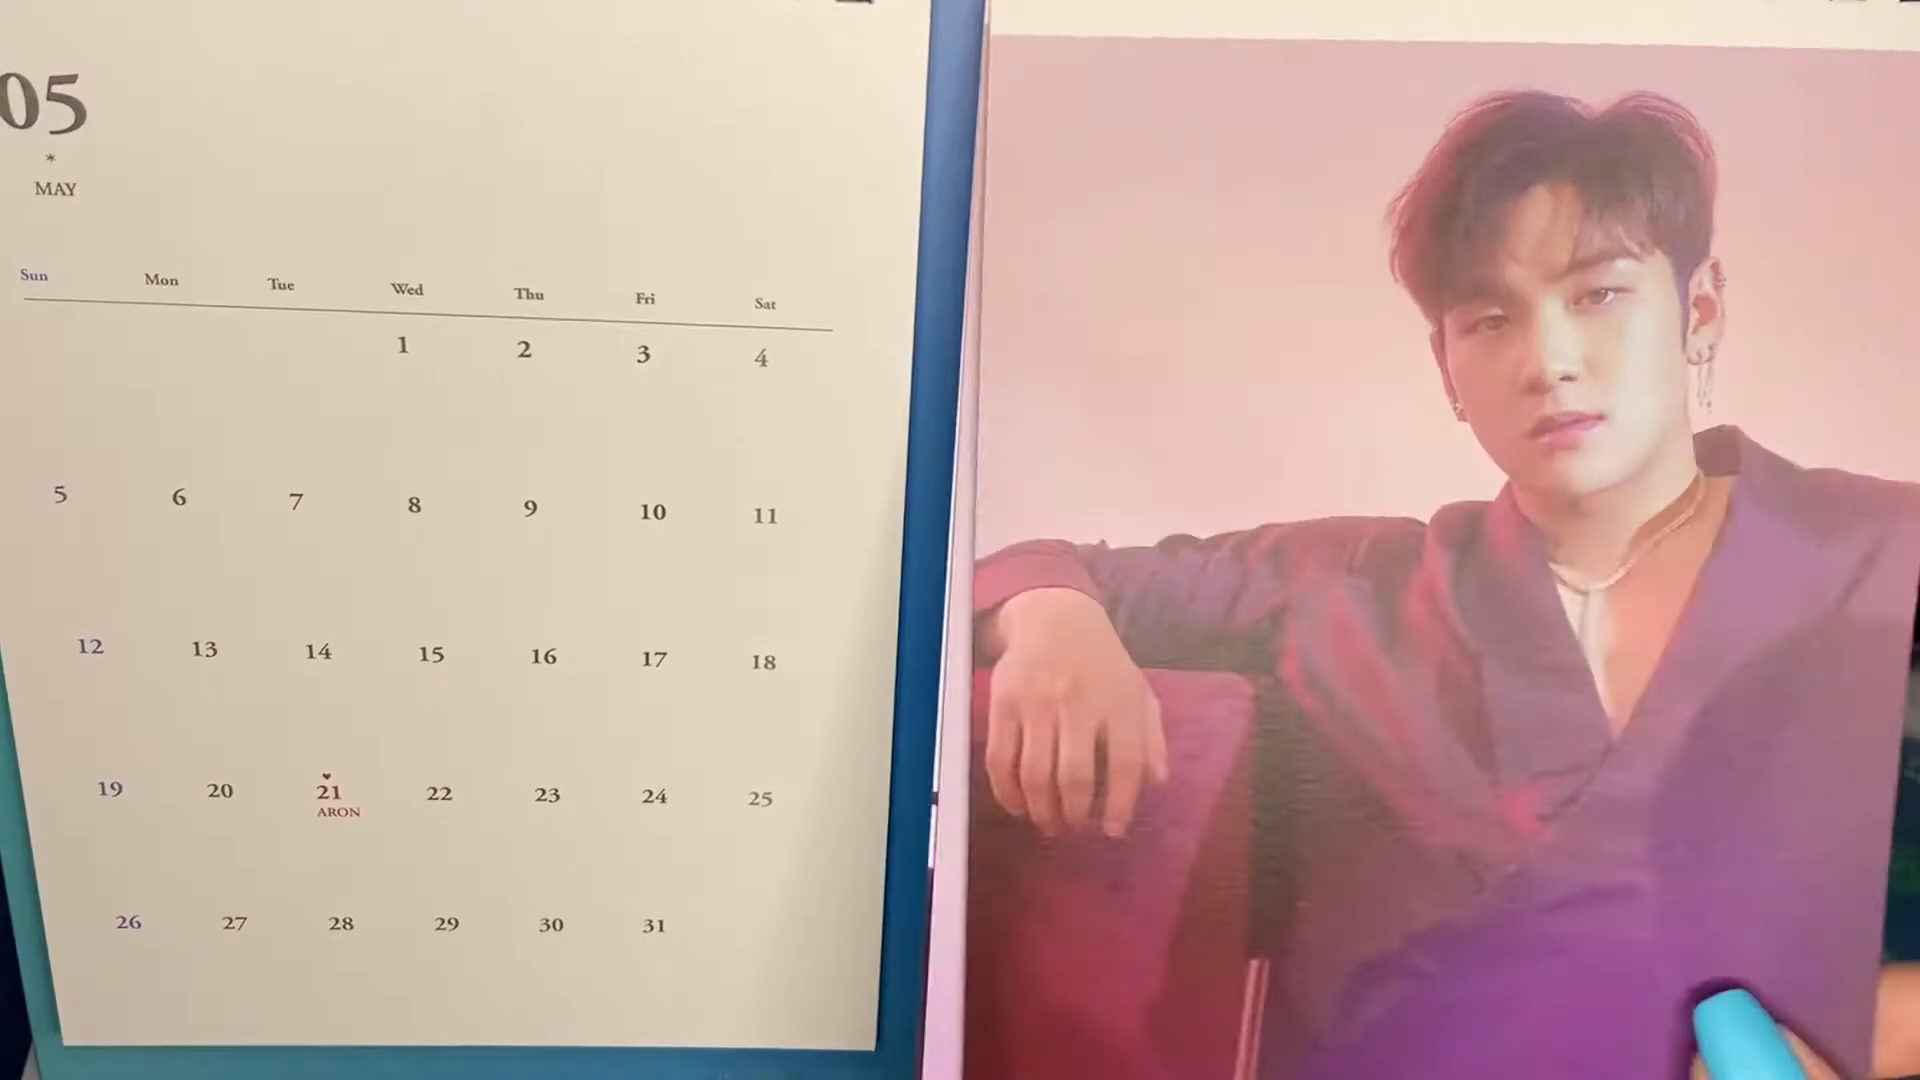 05
*
MAY
Sun Mon Tue Wed Thu Fri Sat
1 2 3 4
5 6 7 8 9 10 11
12 13 14 15 16 17 18
19 20 21 22 23 24 25
ARON
26 27 28 29 30 31